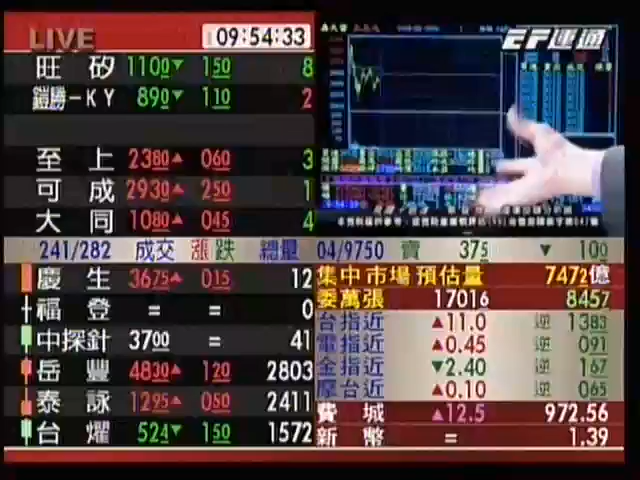 LIVE 09:54:33
EF連通
旺矽 1100▼ 150 8
鎧勝-KY 890▼ 110 2
至上 2380▲ 060 3
可成 2930▲ 250 1
大同 1080▲ 045 4
241/282 成交 漲跌 總量
04/9750 賣 375 ▼ 100
慶生 3675▲ 015 12
福登 = = 0
中探針 3700 = 41
岳豐 4830▲ 120 2803
泰詠 1295▲ 050 2411
台燿 524▼ 150 1572
集中市場預估量 7472億
委萬張 17016 8457
台指近 ▲11.0 逆 1383
電指近 ▲0.45 逆 091
金指近 ▼2.40 逆 167
摩台近 ▲0.10 逆 065
費城 ▲12.5 972.56
新幣 = 1.39